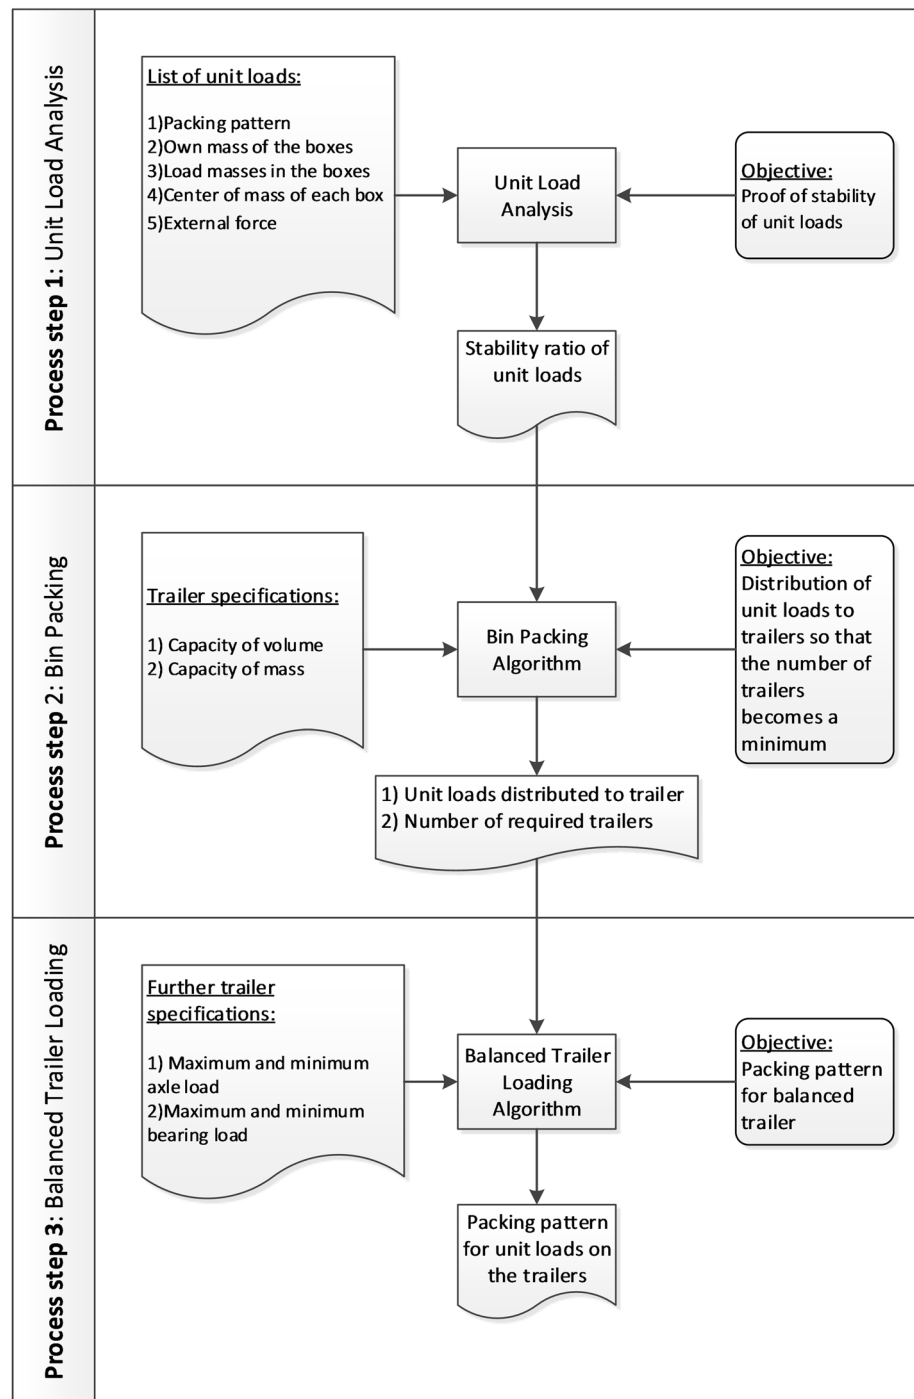 Process step 1: Unit Load Analysis
List of unit loads:
1)Packing pattern
2)Own mass of the boxes
3)Load masses in the boxes
4)Center of mass of each box
5)External force
Unit Load
Analysis
Objective:
Proof of stability
of unit loads
Stability ratio of
unit loads
Process step 2: Bin Packing
Trailer specifications:
1) Capacity of volume
2) Capacity of mass
Bin Packing
Algorithm
Objective:
Distribution of
unit loads to
trailers so that
the number of
trailers
becomes a
minimum
1) Unit loads distributed to trailer
2) Number of required trailers
Process step 3: Balanced Trailer Loading
Further trailer
specifications:
1) Maximum and minimum
axle load
2)Maximum and minimum
bearing load
Balanced Trailer
Loading
Algorithm
Objective:
Packing pattern
for balanced
trailer
Packing pattern
for unit loads on
the trailers